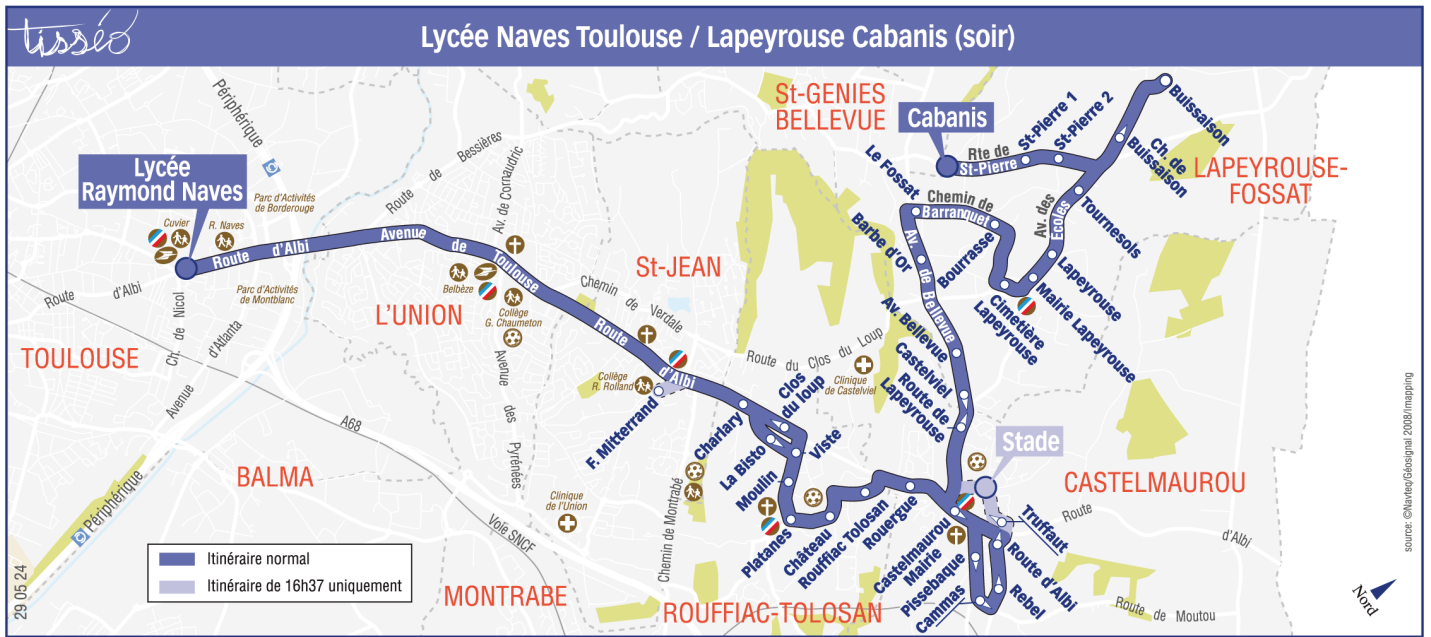 tisséo
Lycée Naves Toulouse / Lapeyrouse Cabanis (soir)
Périphérique
St-GENIES
BELLEVUE
Cabanis
Rte de
St-Pierre
St-Pierre 1
St-Pierre 2
Buissaison
Ch. de
Buissaison
LAPEYROUSE-
FOSSAT
Lycée
Raymond Naves
Parc d'Activités
de Borderouge
Cuvier
R. Naves
Route d'Albi
Avenue de Toulouse
Route de Bessières
Av. de Cornaudric
Le Fossat
Chemin de
Barranquet
Av. des
Ecoles
Tournesols
Barbe d'Or
Av. de Bellevue
Bourrasse
Lapeyrouse
Mairie Lapeyrouse
Cimetière
Lapeyrouse
Route d'Albi
Ch. de Nicol
Parc d'Activités
de Montblanc
Belbèze
Collège
G. Chaumeton
L'UNION
St-JEAN
Chemin de Verdale
Route d'Albi
Route du Clos du Loup
Clinique
de Castelviel
Av. Bellevue
Castelviel
Route de
Lapeyrouse
TOULOUSE
Avenue d'Atlanta
Avenue des Pyrénées
Collège
R. Rolland
F. Mitterrand
Charlary
Clos
du loup
La Bisto
Viste
Moulin
Platanes
Château
Rouffiac Tolosan
Rouergue
Stade
CASTELMAUROU
Castelmaurou
Mairie
Pissebaque
Cammas
Rebel
Route d'Albi
Truffaut
Route d'Albi
Route de Moutou
A68
BALMA
Périphérique
Voie SNCF
Clinique
de l'Union
Chemin de Montrabé
MONTRABE
ROUFFIAC-TOLOSAN
Itinéraire normal
Itinéraire de 16h37 uniquement
29 05 24
source: ©Navteq/Géosignal 2008/Imapping
Nord